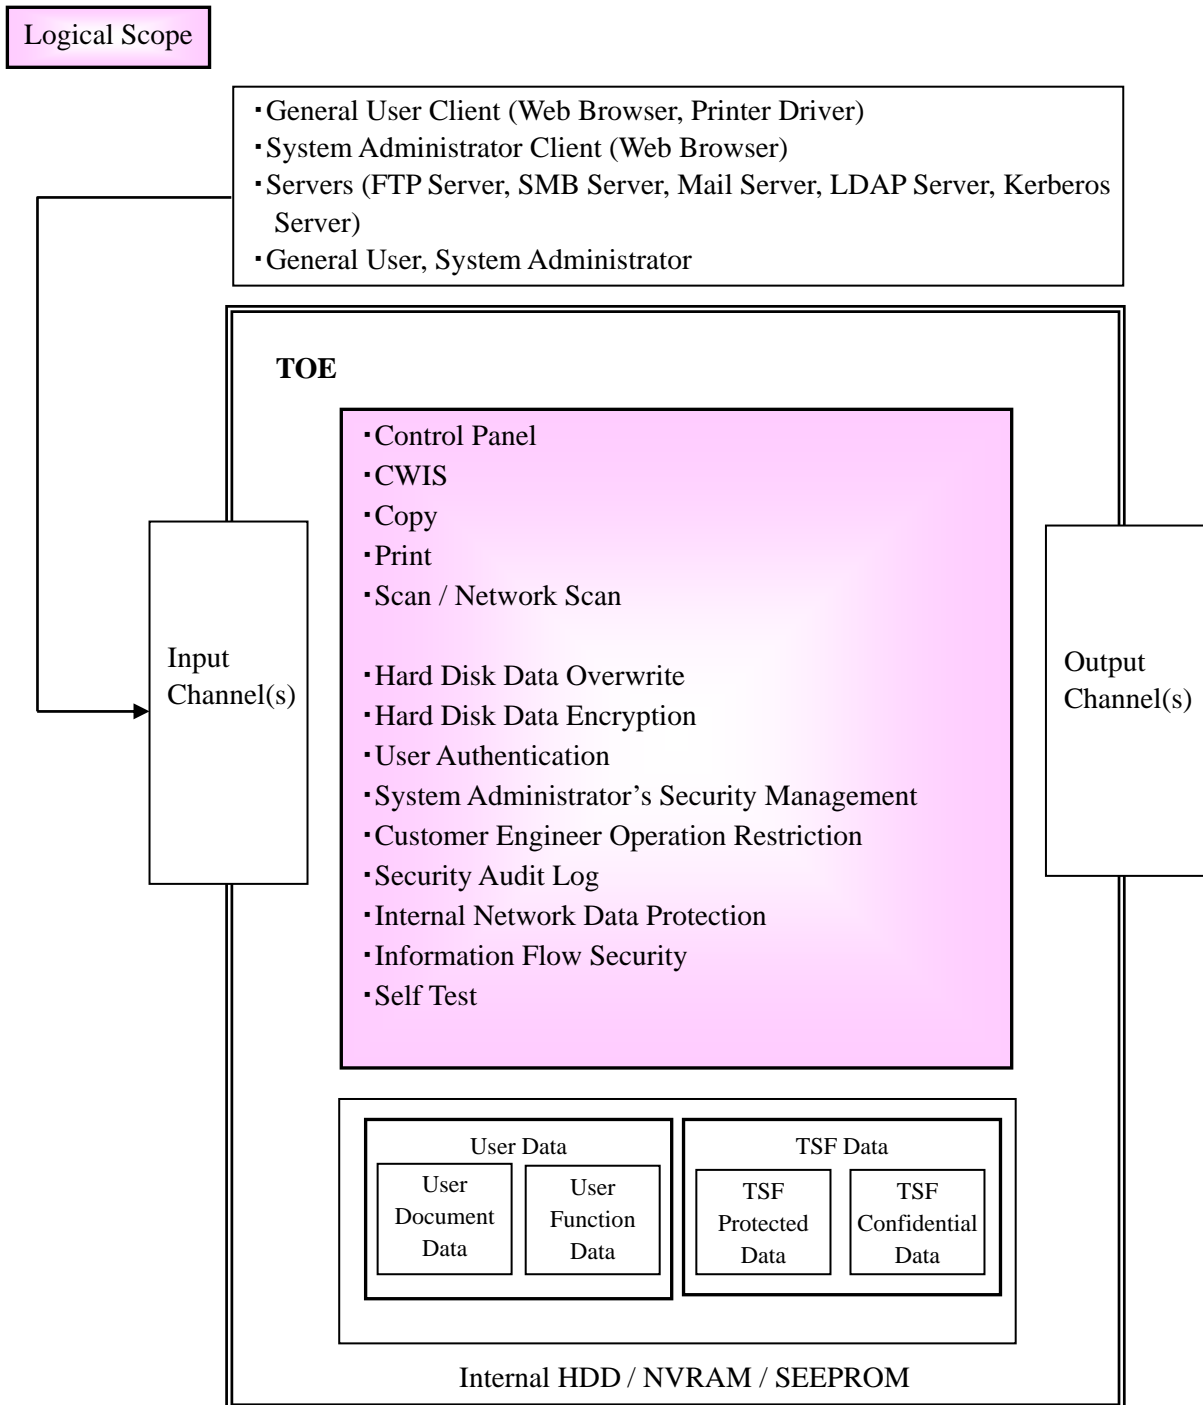 Logical Scope
・General User Client (Web Browser, Printer Driver)
・System Administrator Client (Web Browser)
・Servers (FTP Server, SMB Server, Mail Server, LDAP Server, Kerberos
Server)
・General User, System Administrator
TOE
・Control Panel
・CWIS
・Copy
・Print
・Scan / Network Scan
・Hard Disk Data Overwrite
・Hard Disk Data Encryption
・User Authentication
・System Administrator’s Security Management
・Customer Engineer Operation Restriction
・Security Audit Log
・Internal Network Data Protection
・Information Flow Security
・Self Test
Input
Channel(s)
Output
Channel(s)
User Data
User
Document
Data
User
Function
Data
TSF Data
TSF
Protected
Data
TSF
Confidential
Data
Internal HDD / NVRAM / SEEPROM